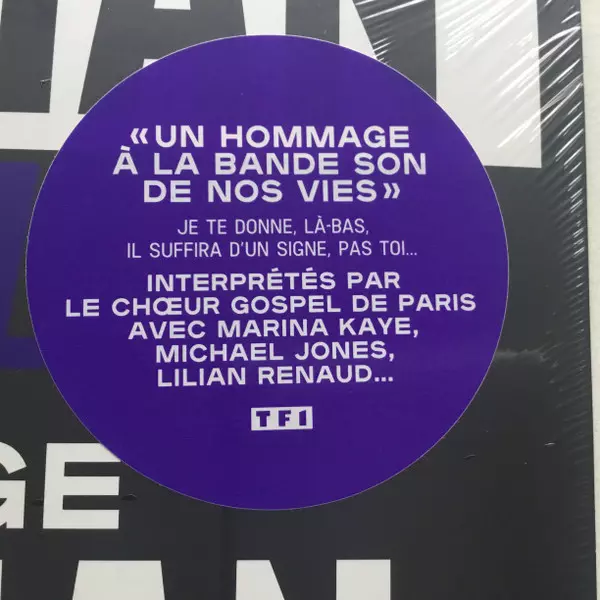 « UN HOMMAGE
À LA BANDE SON
DE NOS VIES »
JE TE DONNE, LÀ-BAS,
IL SUFFIRA D'UN SIGNE, PAS TOI...
INTERPRÉTÉS PAR
LE CHŒUR GOSPEL DE PARIS
AVEC MARINA KAYE,
MICHAEL JONES,
LILIAN RENAUD...
TF1